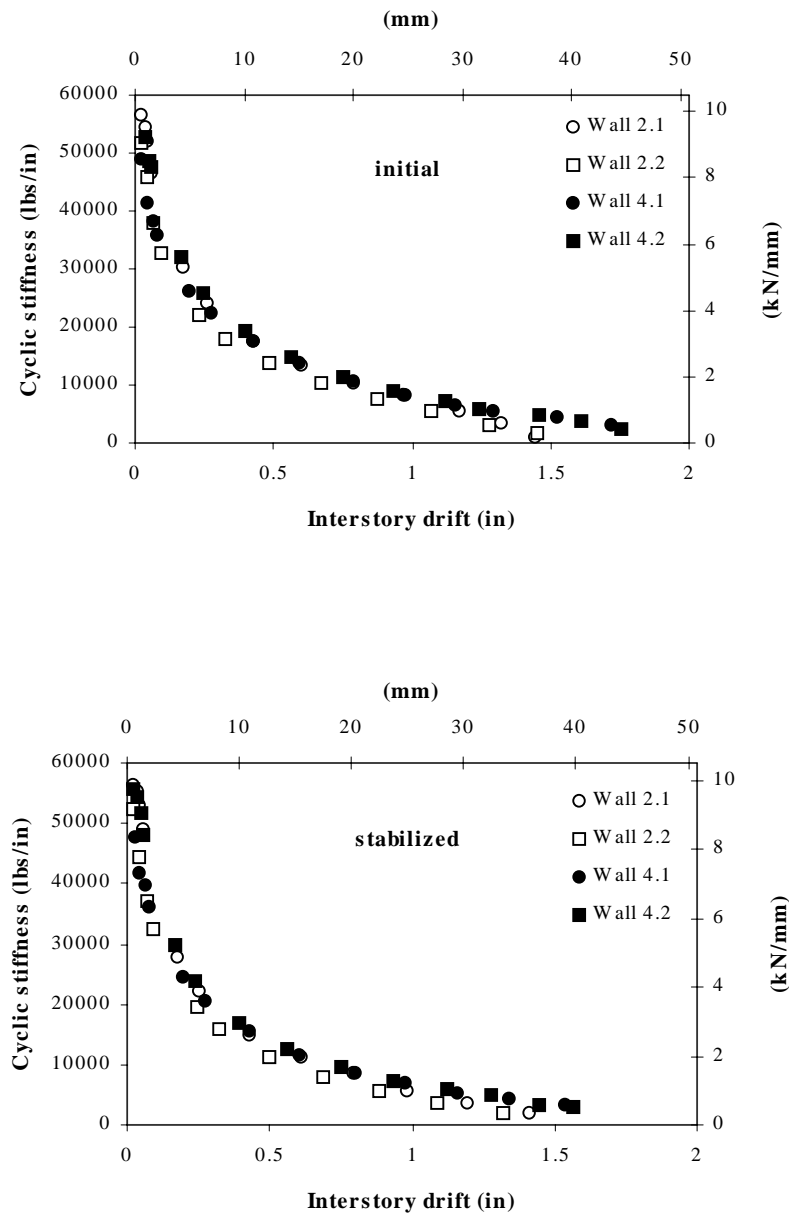 (mm)
0 10 20 30 40 50
60000
50000
40000
30000
20000
10000
0
Cyclic stiffness (lbs/in)
initial
Wall 2.1
Wall 2.2
Wall 4.1
Wall 4.2
10
8
6
4
2
0
(kN/mm)
0 0.5 1 1.5 2
Interstory drift (in)
(mm)
0 10 20 30 40 50
60000
50000
40000
30000
20000
10000
0
Cyclic stiffness (lbs/in)
stabilized
Wall 2.1
Wall 2.2
Wall 4.1
Wall 4.2
10
8
6
4
2
0
(kN/mm)
0 0.5 1 1.5 2
Interstory drift (in)